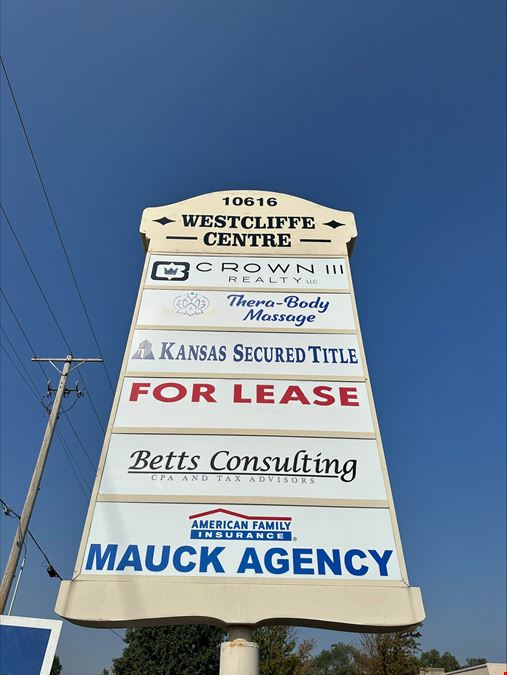 10616
WESTCLIFFE
CENTRE
CROWN III
REALTY LLC
Thera-Body
Massage
KANSAS SECURED TITLE
FOR LEASE
Betts Consulting
CPA AND TAX ADVISORS
AMERICAN FAMILY
INSURANCE ®
MAUCK AGENCY